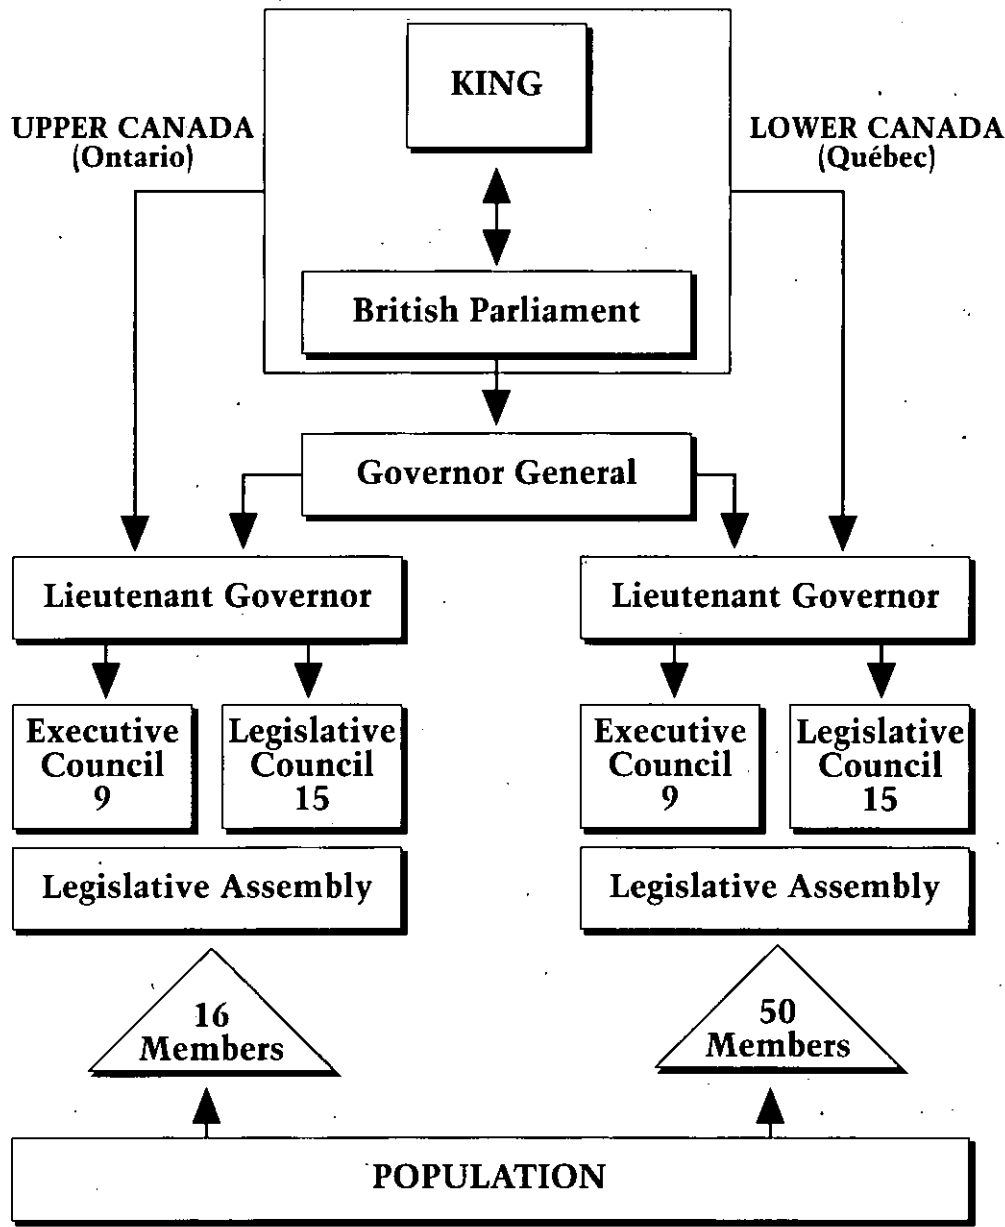 KING
UPPER CANADA
(Ontario)
LOWER CANADA
(Québec)
British Parliament
Governor General
Lieutenant Governor
Lieutenant Governor
Executive
Council
9
Legislative
Council
15
Executive
Council
9
Legislative
Council
15
Legislative Assembly
Legislative Assembly
16
Members
50
Members
POPULATION